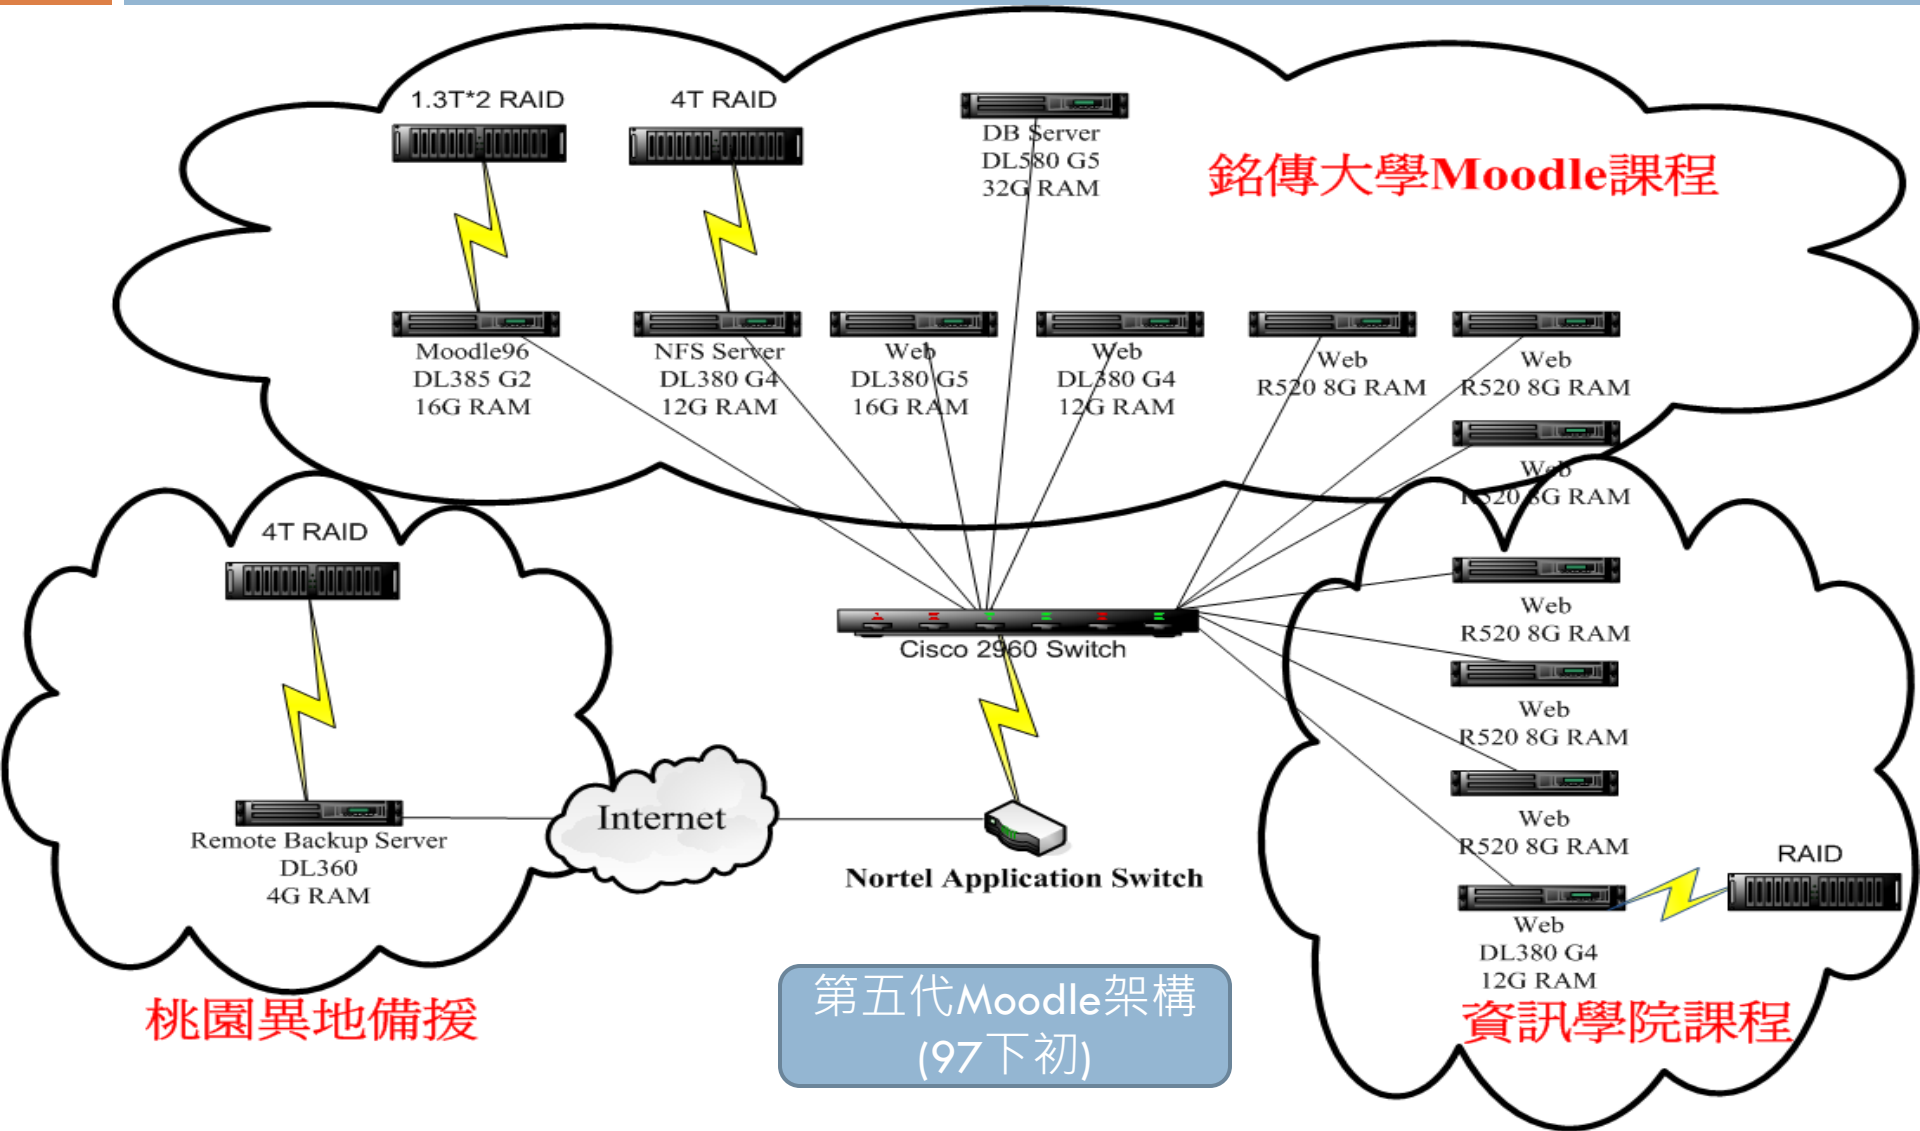 1.3T*2 RAID
4T RAID
DB Server
DL580 G5
32G RAM
銘傳大學Moodle課程
Moodle96
DL385 G2
16G RAM
NFS Server
DL380 G4
12G RAM
Web
DL380 G5
16G RAM
Web
DL380 G4
12G RAM
Web
R520 8G RAM
Web
R520 8G RAM
Web
R520 8G RAM
4T RAID
Web
R520 8G RAM
Cisco 2960 Switch
Web
R520 8G RAM
Internet
Web
R520 8G RAM
Remote Backup Server
DL360
4G RAM
Nortel Application Switch
RAID
Web
DL380 G4
12G RAM
桃園異地備援
第五代Moodle架構
(97下初)
資訊學院課程